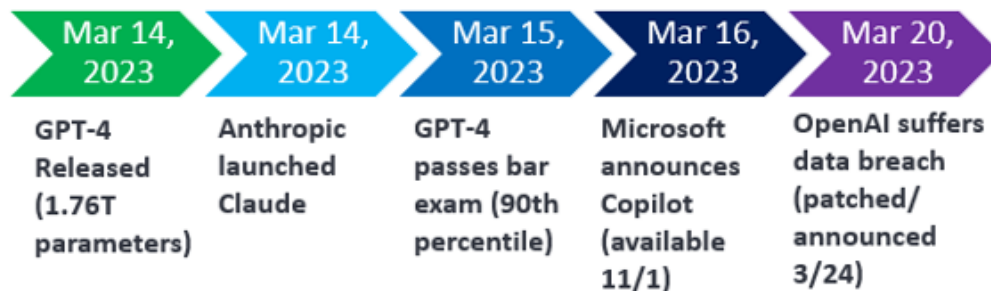 Mar 14,
2023
GPT-4
Released
(1.76T
parameters)
Mar 14,
2023
Anthropic
launched
Claude
Mar 15,
2023
GPT-4
passes bar
exam (90th
percentile)
Mar 16,
2023
Microsoft
announces
Copilot
(available
11/1)
Mar 20,
2023
OpenAI suffers
data breach
(patched/
announced
3/24)